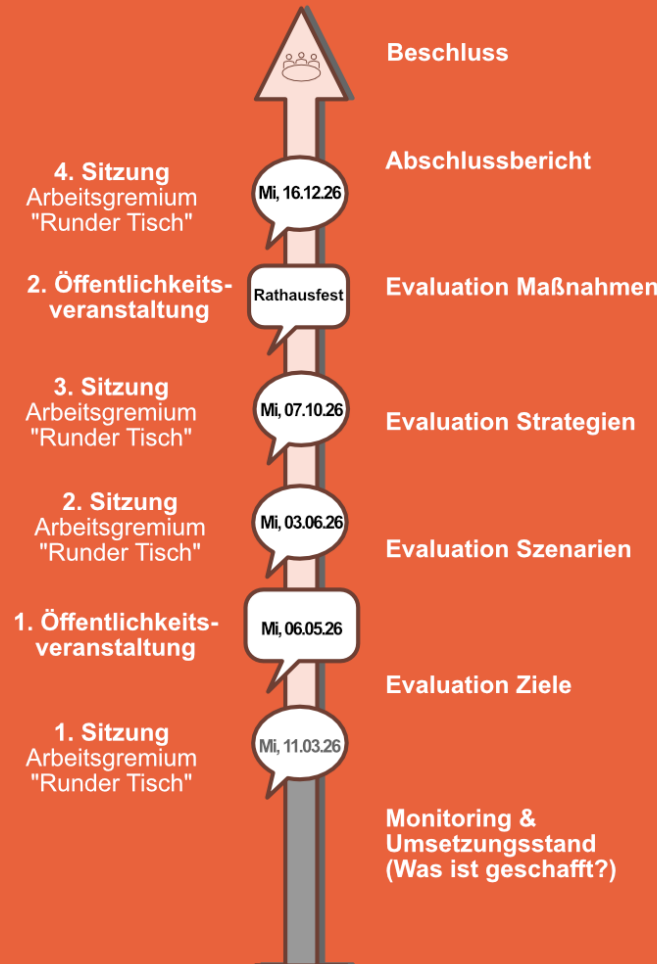 Beschluss
Abschlussbericht
4. Sitzung
Arbeitsgremium
"Runder Tisch"
Mi, 16.12.26
2. Öffentlichkeits-
veranstaltung
Rathausfest
Evaluation Maßnahmen
3. Sitzung
Arbeitsgremium
"Runder Tisch"
Mi, 07.10.26
Evaluation Strategien
2. Sitzung
Arbeitsgremium
"Runder Tisch"
Mi, 03.06.26
Evaluation Szenarien
1. Öffentlichkeits-
veranstaltung
Mi, 06.05.26
Evaluation Ziele
1. Sitzung
Arbeitsgremium
"Runder Tisch"
Mi, 11.03.26
Monitoring &
Umsetzungsstand
(Was ist geschafft?)